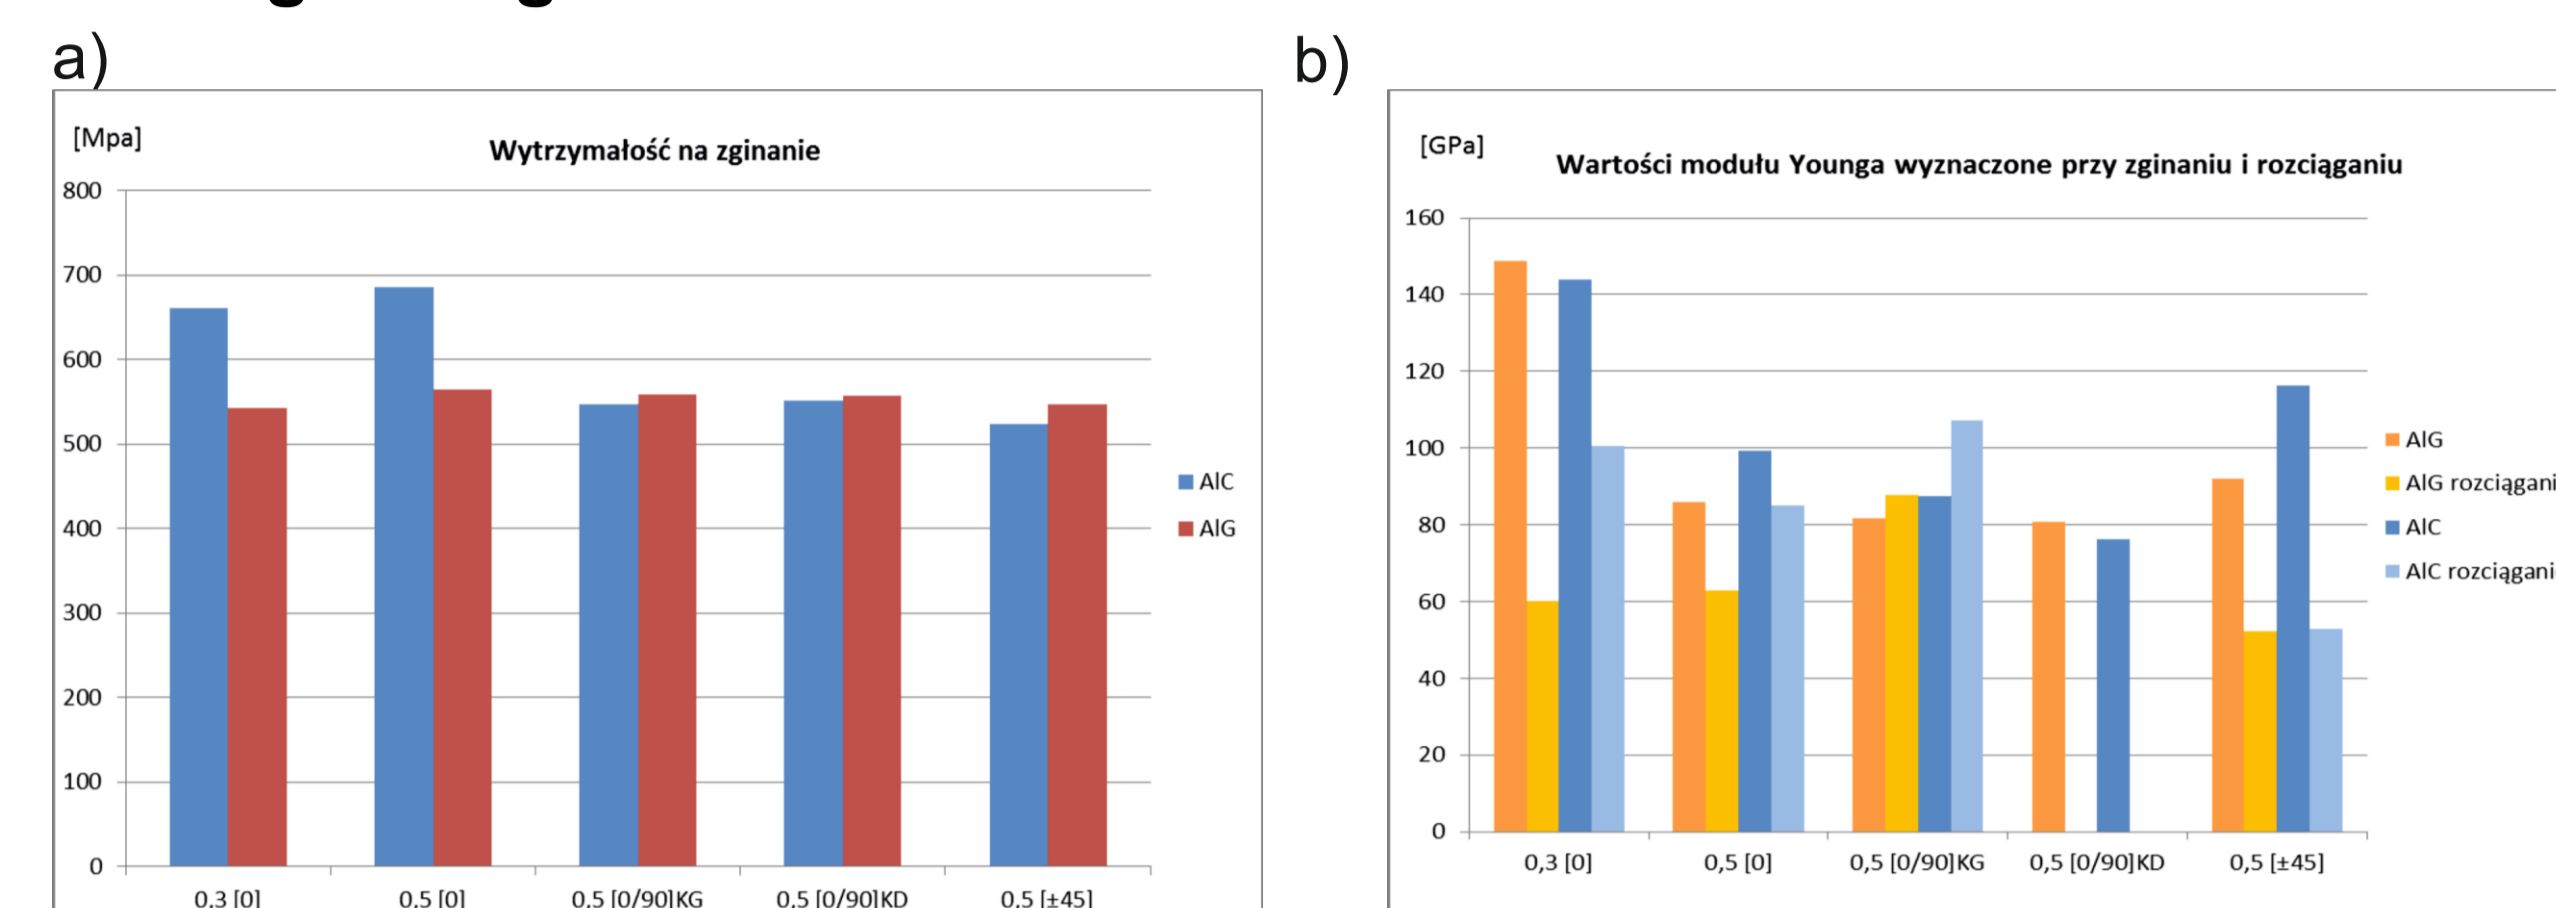 a)
b)
[Mpa]
Wytrzymałość na zginanie
800
700
600
500
400
300
200
100
0
0,3 [0]
0,5 [0]
0,5 [0/90]KG
0,5 [0/90]KD
0,5 [±45]
AlC
AlG
[GPa]
Wartości modułu Younga wyznaczone przy zginaniu i rozciąganiu
160
140
120
100
80
60
40
20
0
0,3 [0]
0,5 [0]
0,5 [0/90]KG
0,5 [0/90]KD
0,5 [±45]
AlG
AlG rozciągani
AlC
AlC rozciągani